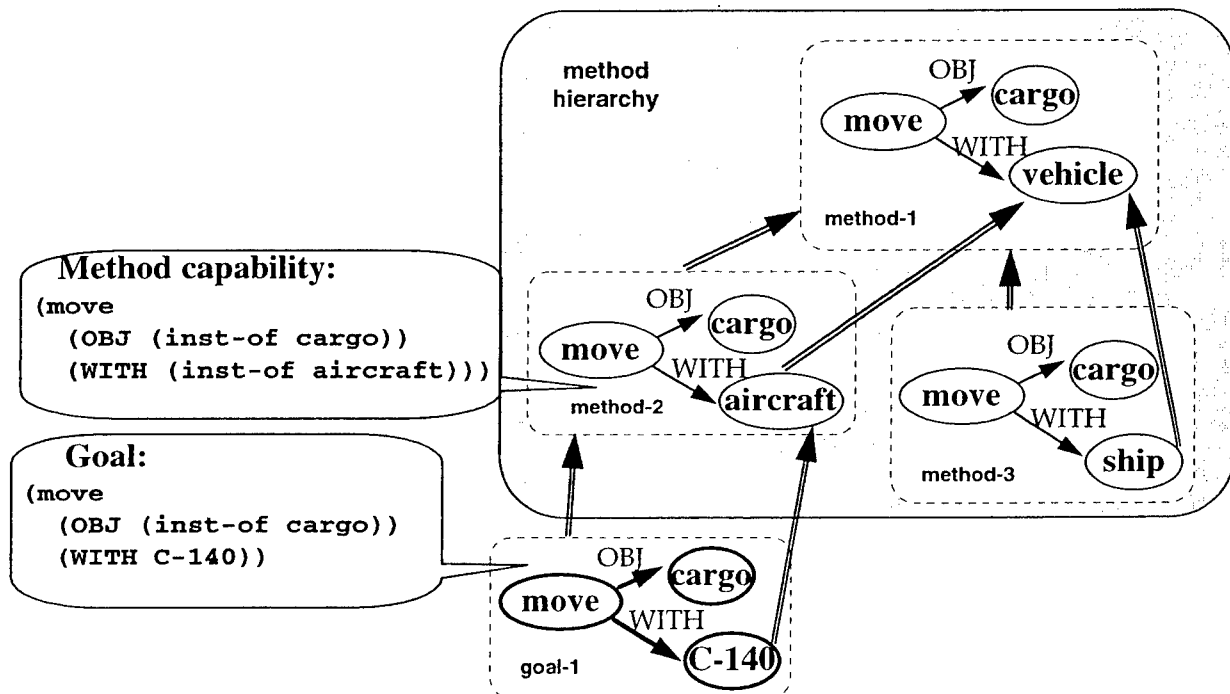 method
hierarchy
OBJ
cargo
move
WITH
vehicle
method-1
Method capability:
(move
(OBJ (inst-of cargo))
(WITH (inst-of aircraft)))
OBJ
cargo
move
WITH
aircraft
method-2
OBJ
cargo
move
WITH
ship
method-3
Goal:
(move
(OBJ (inst-of cargo))
(WITH C-140))
OBJ
cargo
move
WITH
C-140
goal-1